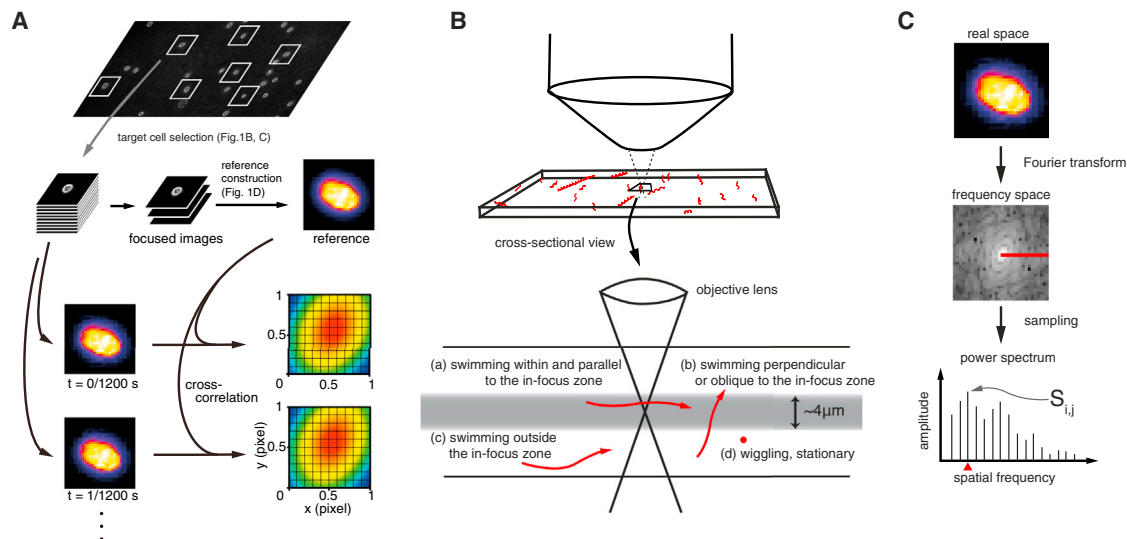 A
target cell selection (Fig.1B, C)
reference
construction
(Fig. 1D)
focused images
reference
t = 0/1200 s
cross-
correlation
t = 1/1200 s
1
0.5
0
0.5
1
1
0.5
0
0.5
1
y (pixel)
x (pixel)
B
cross-sectional view
objective lens
(a) swimming within and parallel
to the in-focus zone
(b) swimming perpendicular
or oblique to the in-focus zone
~4μm
(c) swimming outside
the in-focus zone
(d) wiggling, stationary
C
real space
Fourier transform
frequency space
sampling
power spectrum
S i,j
amplitude
spatial frequency